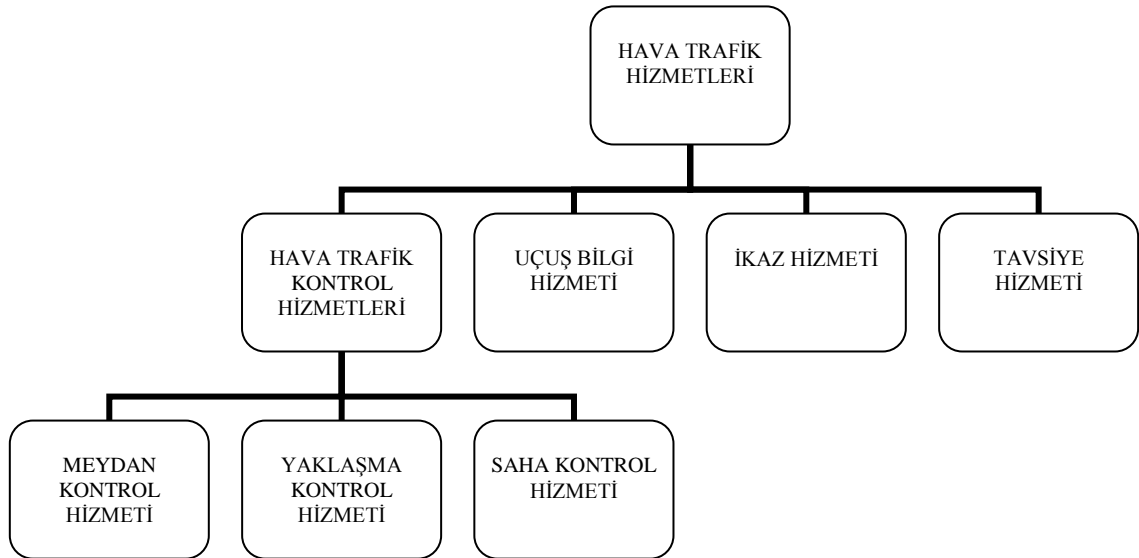 HAVA TRAFİK
HİZMETLERİ
HAVA TRAFİK
KONTROL
HİZMETLERİ
UÇUŞ BİLGİ
HİZMETİ
İKAZ HİZMETİ
TAVSİYE
HİZMETİ
MEYDAN
KONTROL
HİZMETİ
YAKLAŞMA
KONTROL
HİZMETİ
SAHA KONTROL
HİZMETİ